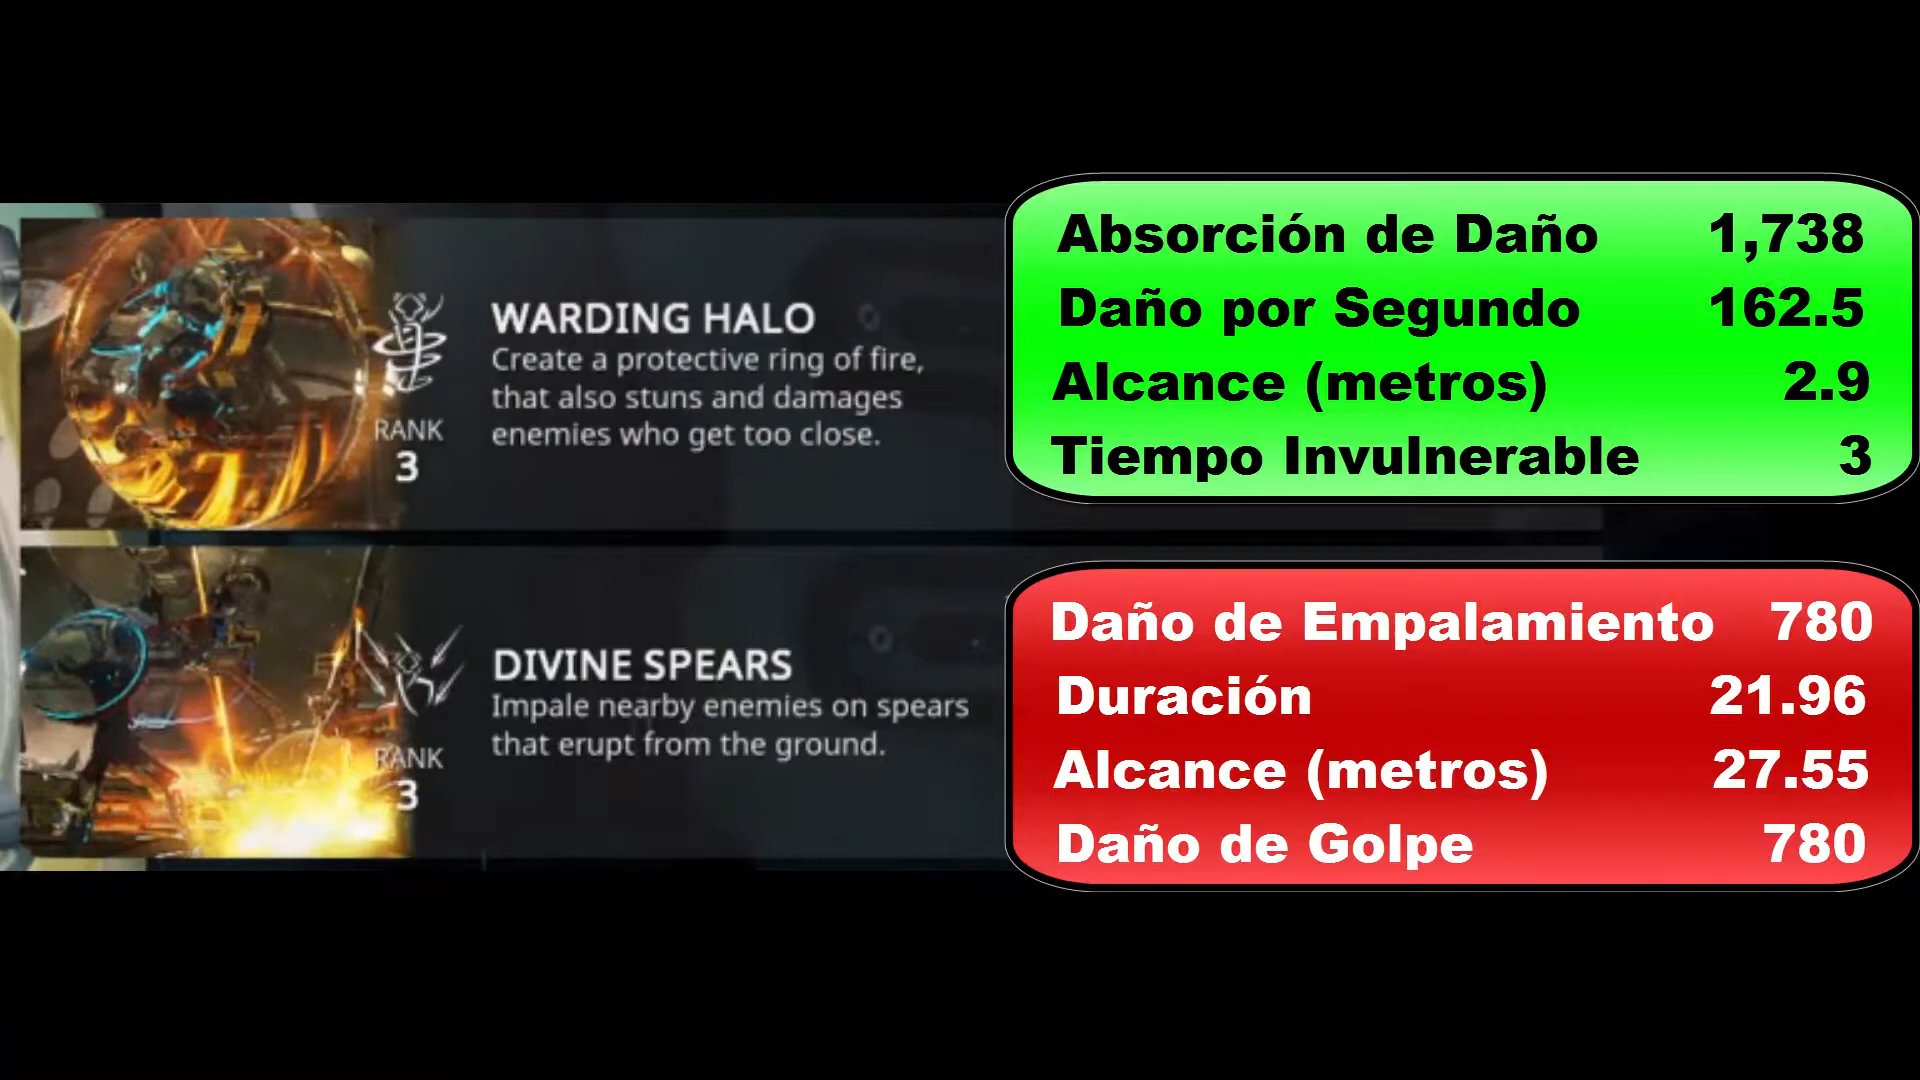 WARDING HALO
Create a protective ring of fire,
that also stuns and damages
enemies who get too close.
RANK
3
Absorción de Daño 1,738
Daño por Segundo 162.5
Alcance (metros) 2.9
Tiempo Invulnerable 3
DIVINE SPEARS
Impale nearby enemies on spears
that erupt from the ground.
RANK
3
Daño de Empalamiento 780
Duración 21.96
Alcance (metros) 27.55
Daño de Golpe 780